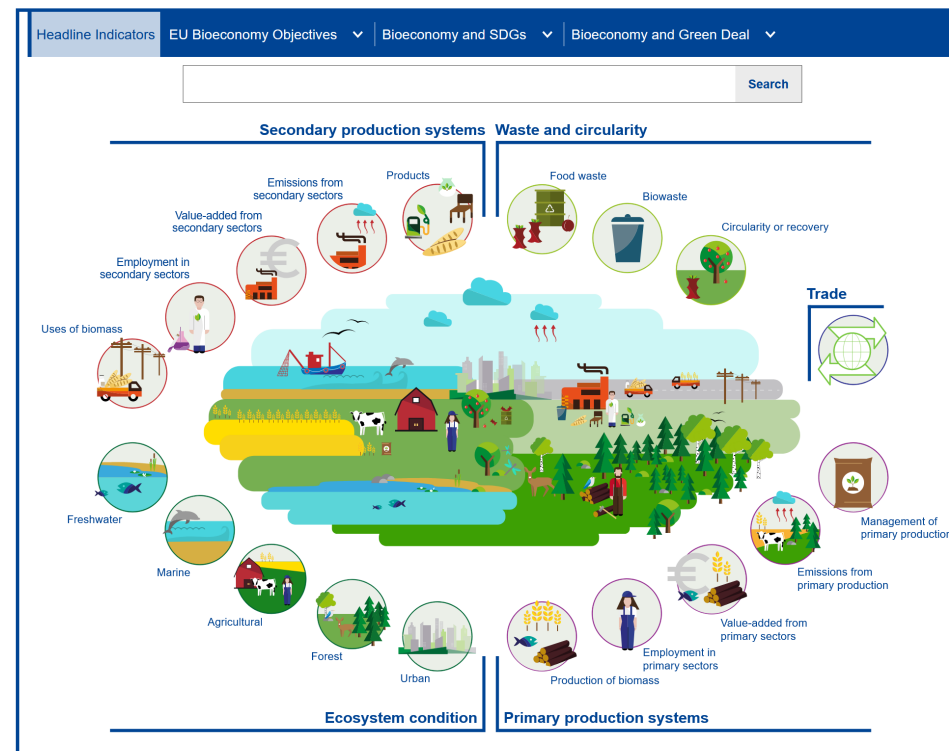 Headline Indicators
EU Bioeconomy Objectives
Bioeconomy and SDGs
Bioeconomy and Green Deal
Search
Secondary production systems
Waste and circularity
Products
Food waste
Emissions from
secondary sectors
Biowaste
Value-added from
secondary sectors
Circularity or recovery
Employment in
secondary sectors
Trade
Uses of biomass
Freshwater
Management of
primary production
Marine
Emissions from
primary production
Agricultural
Value-added from
primary sectors
Forest
Employment in
primary sectors
Urban
Production of biomass
Ecosystem condition
Primary production systems